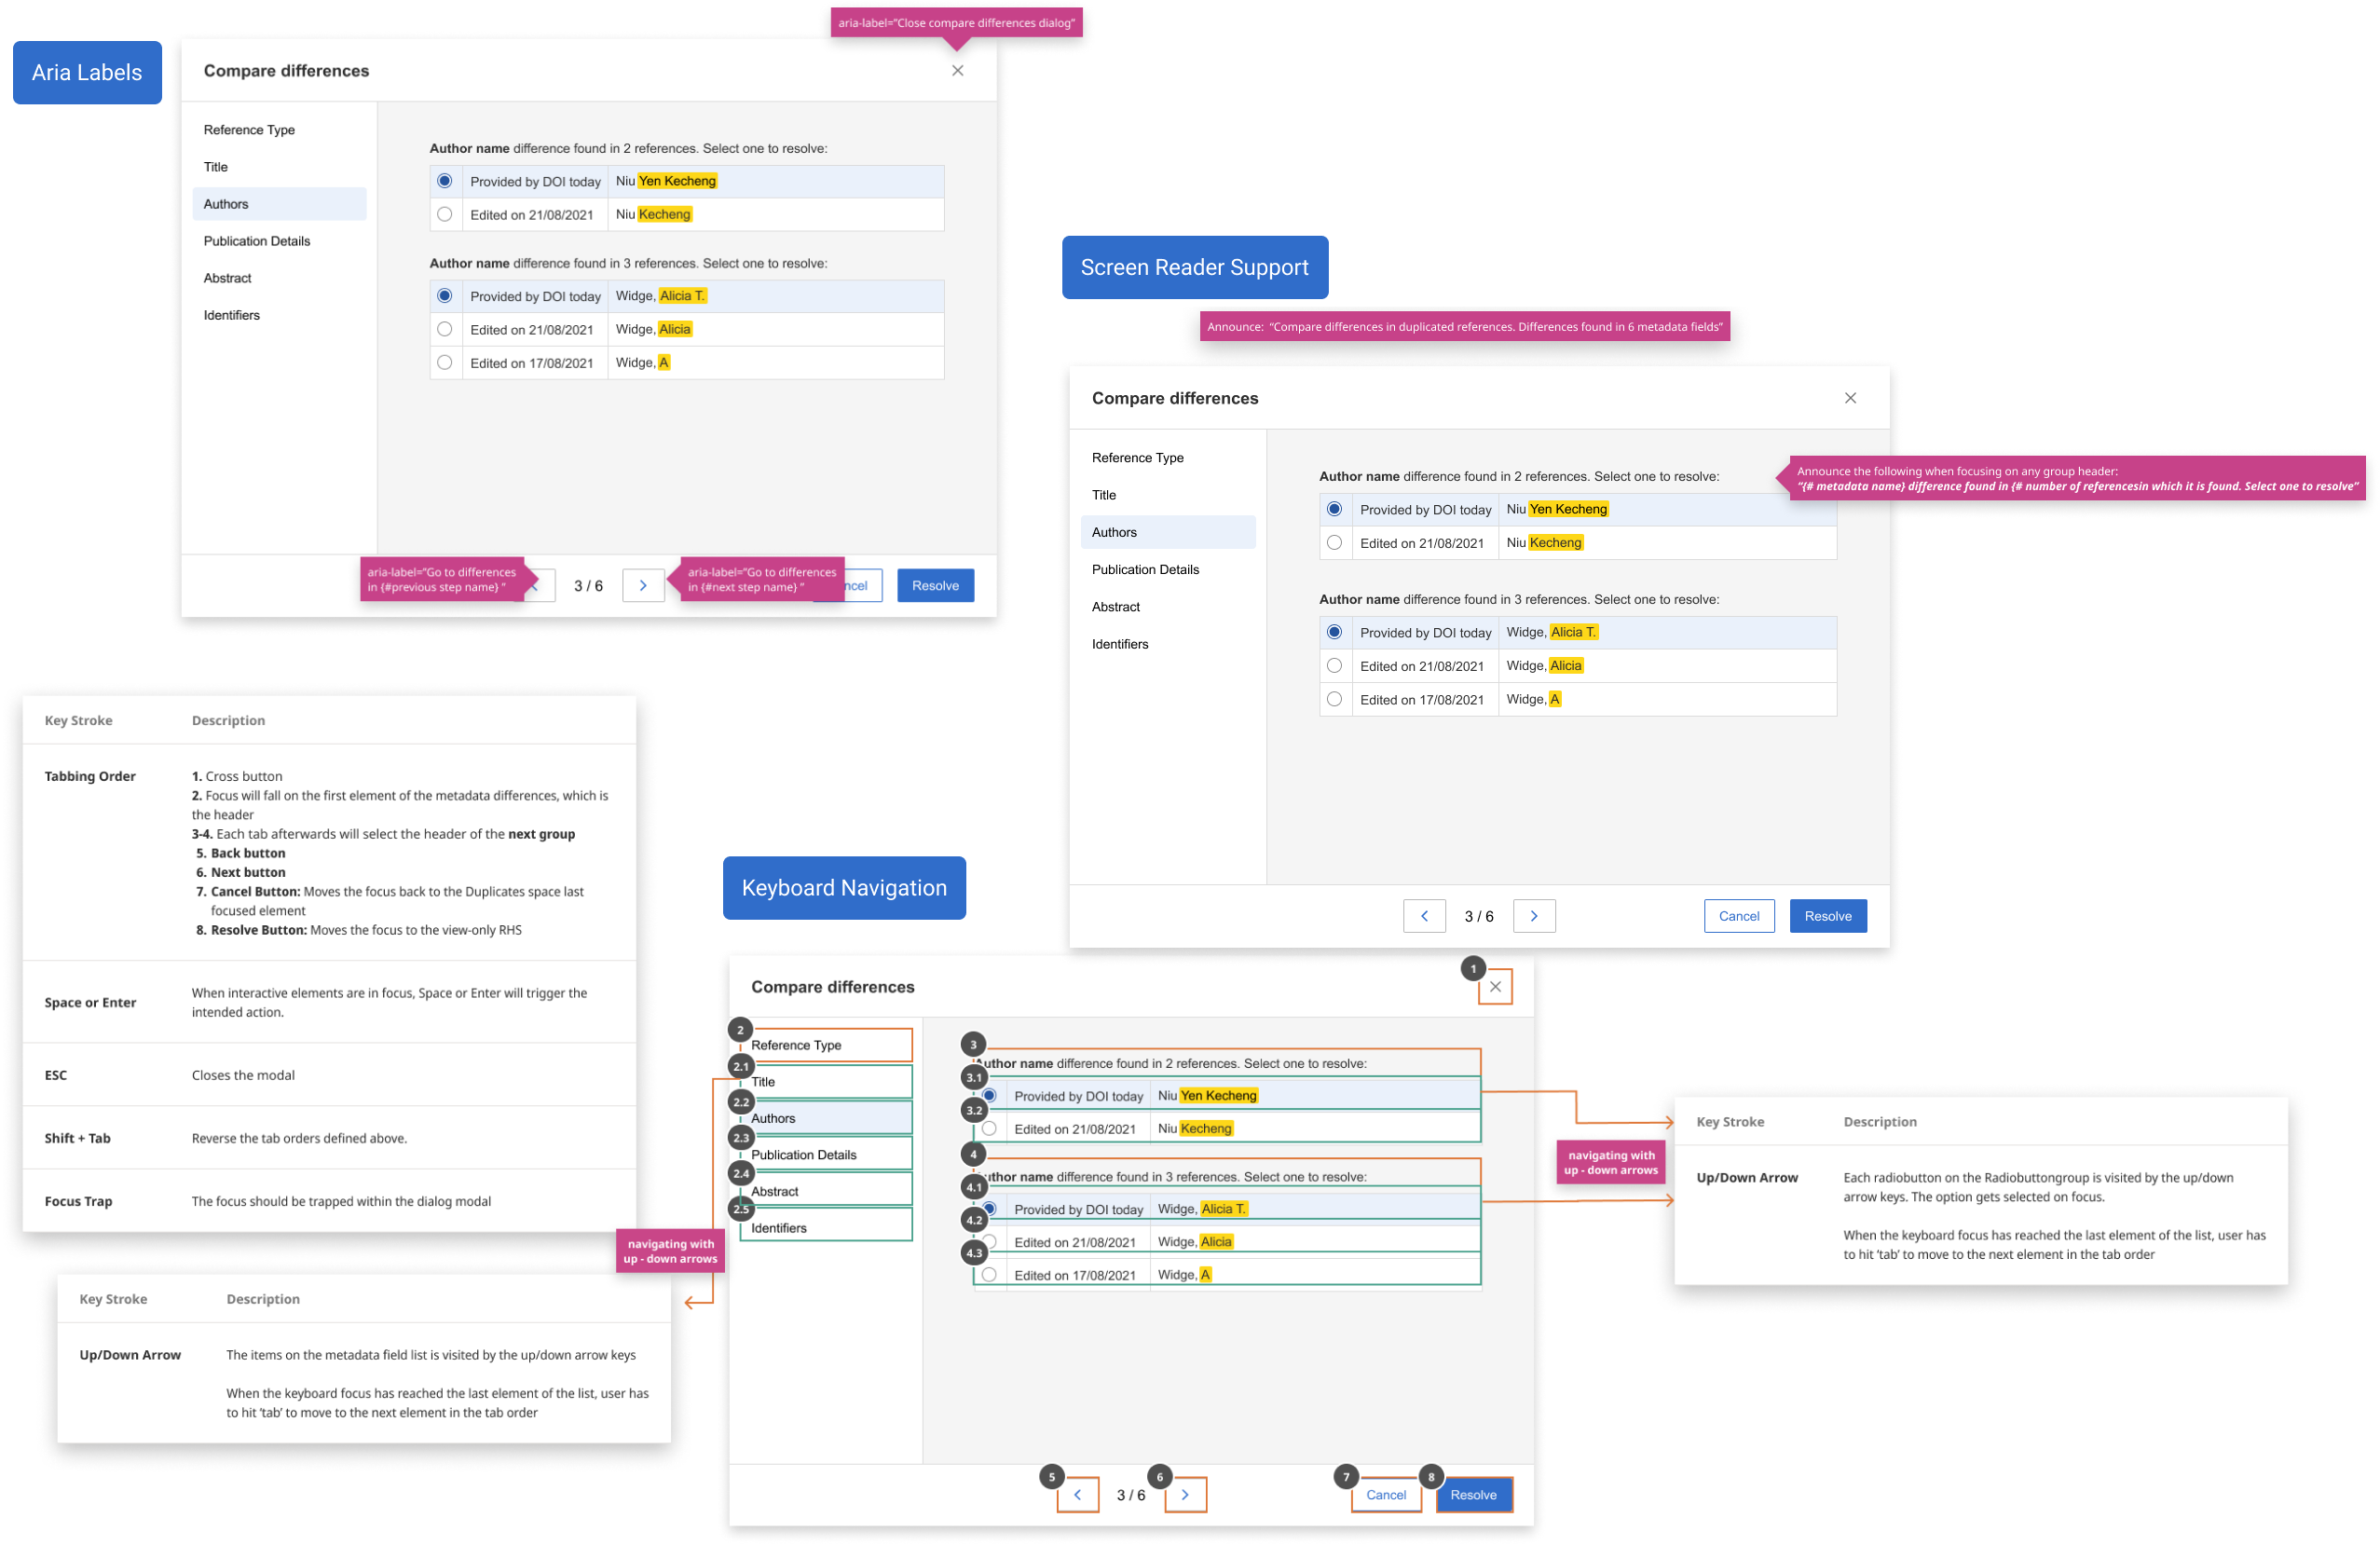 aria-label="Close compare differences dialog"
Aria Labels
Compare differences
Reference Type
Title
Authors
Publication Details
Abstract
Identifiers
Author name difference found in 2 references. Select one to resolve:
Provided by DOI today Niu Yen Kecheng
Edited on 21/08/2021 Niu Kecheng
Author name difference found in 3 references. Select one to resolve:
Provided by DOI today Widge, Alicia T.
Edited on 21/08/2021 Widge, Alicia
Edited on 17/08/2021 Widge, A
aria-label="Go to differences
in {#previous step name} "
3 / 6
aria-label="Go to differences
in {#next step name} "
ncel
Resolve
Screen Reader Support
Announce: “Compare differences in duplicated references. Differences found in 6 metadata fields”
Compare differences
Reference Type
Title
Authors
Publication Details
Abstract
Identifiers
Author name difference found in 2 references. Select one to resolve:
Provided by DOI today Niu Yen Kecheng
Edited on 21/08/2021 Niu Kecheng
Author name difference found in 3 references. Select one to resolve:
Provided by DOI today Widge, Alicia T.
Edited on 21/08/2021 Widge, Alicia
Edited on 17/08/2021 Widge, A
Announce the following when focusing on any group header:
“{# metadata name} difference found in {# number of referencesin which it is found. Select one to resolve”
3 / 6
Cancel
Resolve
Key Stroke Description
Tabbing Order
1. Cross button
2. Focus will fall on the first element of the metadata differences, which is
the header
3-4. Each tab afterwards will select the header of the next group
5. Back button
6. Next button
7. Cancel Button: Moves the focus back to the Duplicates space last
focused element
8. Resolve Button: Moves the focus to the view-only RHS
Space or Enter
When interactive elements are in focus, Space or Enter will trigger the
intended action.
ESC Closes the modal
Shift + Tab Reverse the tab orders defined above.
Focus Trap The focus should be trapped within the dialog modal
navigating with
up - down arrows
Key Stroke Description
Up/Down Arrow The items on the metadata field list is visited by the up/down arrow keys
When the keyboard focus has reached the last element of the list, user has
to hit ‘tab’ to move to the next element in the tab order
Keyboard Navigation
Compare differences
1
2
Reference Type
2.1
Title
2.2
Authors
2.3
Publication Details
2.4
Abstract
2.5
Identifiers
3
Author name difference found in 2 references. Select one to resolve:
3.1
Provided by DOI today Niu Yen Kecheng
3.2
Edited on 21/08/2021 Niu Kecheng
4
uthor name difference found in 3 references. Select one to resolve:
4.1
Provided by DOI today Widge, Alicia T.
4.2
Edited on 21/08/2021 Widge, Alicia
4.3
Edited on 17/08/2021 Widge, A
5
3 / 6
6
7
Cancel
8
Resolve
navigating with
up - down arrows
Key Stroke Description
Up/Down Arrow
Each radiobutton on the Radiobuttongroup is visited by the up/down
arrow keys. The option gets selected on focus.
When the keyboard focus has reached the last element of the list, user has
to hit ‘tab’ to move to the next element in the tab order